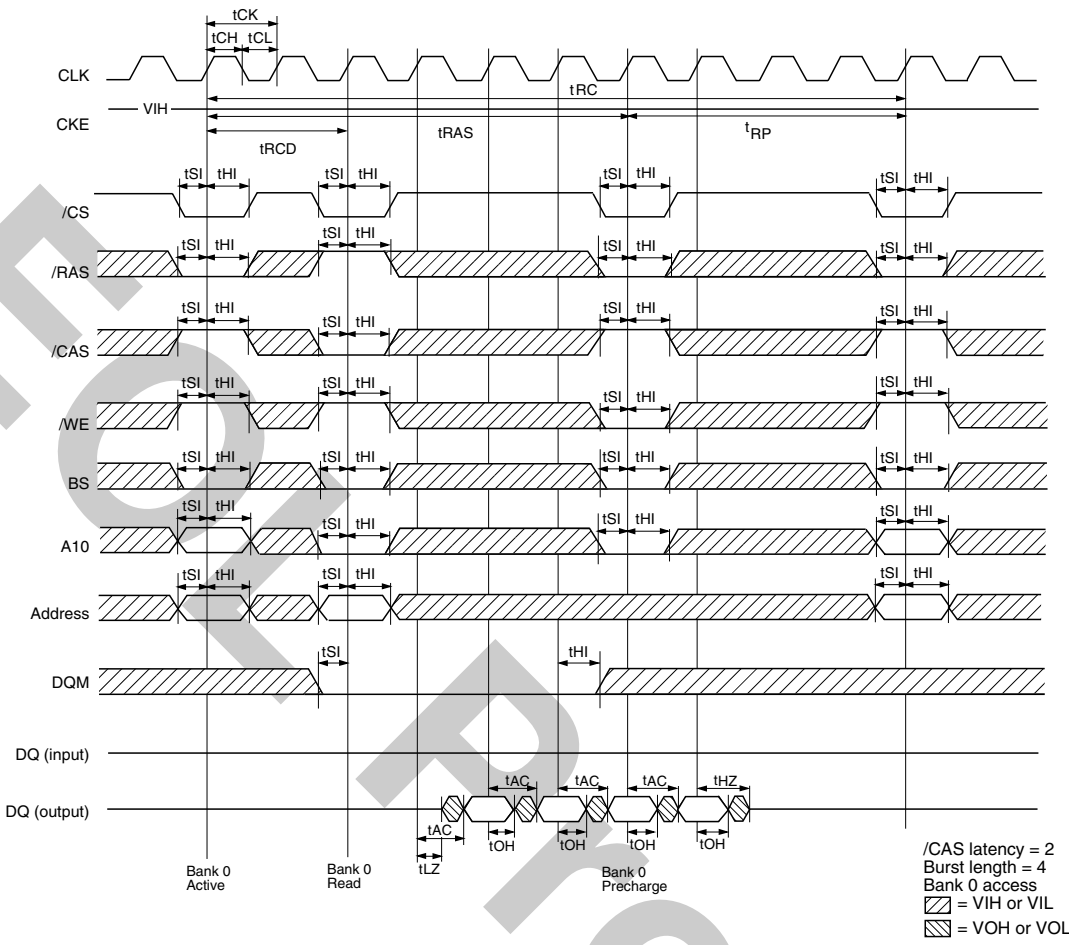 tCK
tCH tCL
CLK
tRC
VIH
CKE
tRAS
tRP
tRCD
tSI tHI tSI tHI tSI tHI tSI tHI
/CS
tSI tHI tSI tHI tSI tHI tSI tHI
/RAS
tSI tHI tSI tHI tSI tHI tSI tHI
/CAS
tSI tHI tSI tHI tSI tHI tSI tHI
/WE
tSI tHI tSI tHI tSI tHI tSI tHI
BS
tSI tHI tSI tHI tSI tHI tSI tHI
A10
tSI tHI tSI tHI tSI tHI
Address
tSI tHI
DQM
DQ (input)
tAC tAC tAC tHZ
DQ (output)
tAC
tOH tOH tOH tOH
tLZ
Bank 0
Active
Bank 0
Read
Bank 0
Precharge
/CAS latency = 2
Burst length = 4
Bank 0 access
= VIH or VIL
= VOH or VOL
EOL Pro